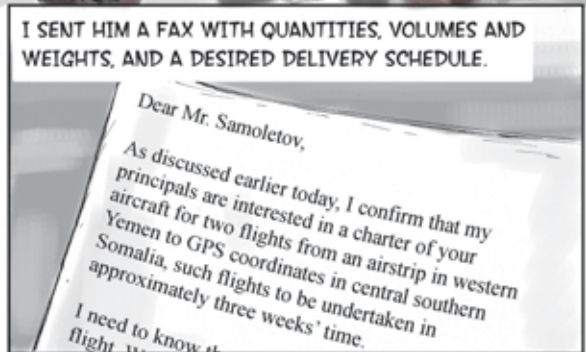 I SENT HIM A FAX WITH QUANTITIES, VOLUMES AND
WEIGHTS, AND A DESIRED DELIVERY SCHEDULE.
Dear Mr. Samoletov,
As discussed earlier today, I confirm that my
principals are interested in a charter of your
aircraft for two flights from an airstrip in western
Yemen to GPS coordinates in central southern
Somalia, such flights to be undertaken in
approximately three weeks' time.
I need to know
flight.